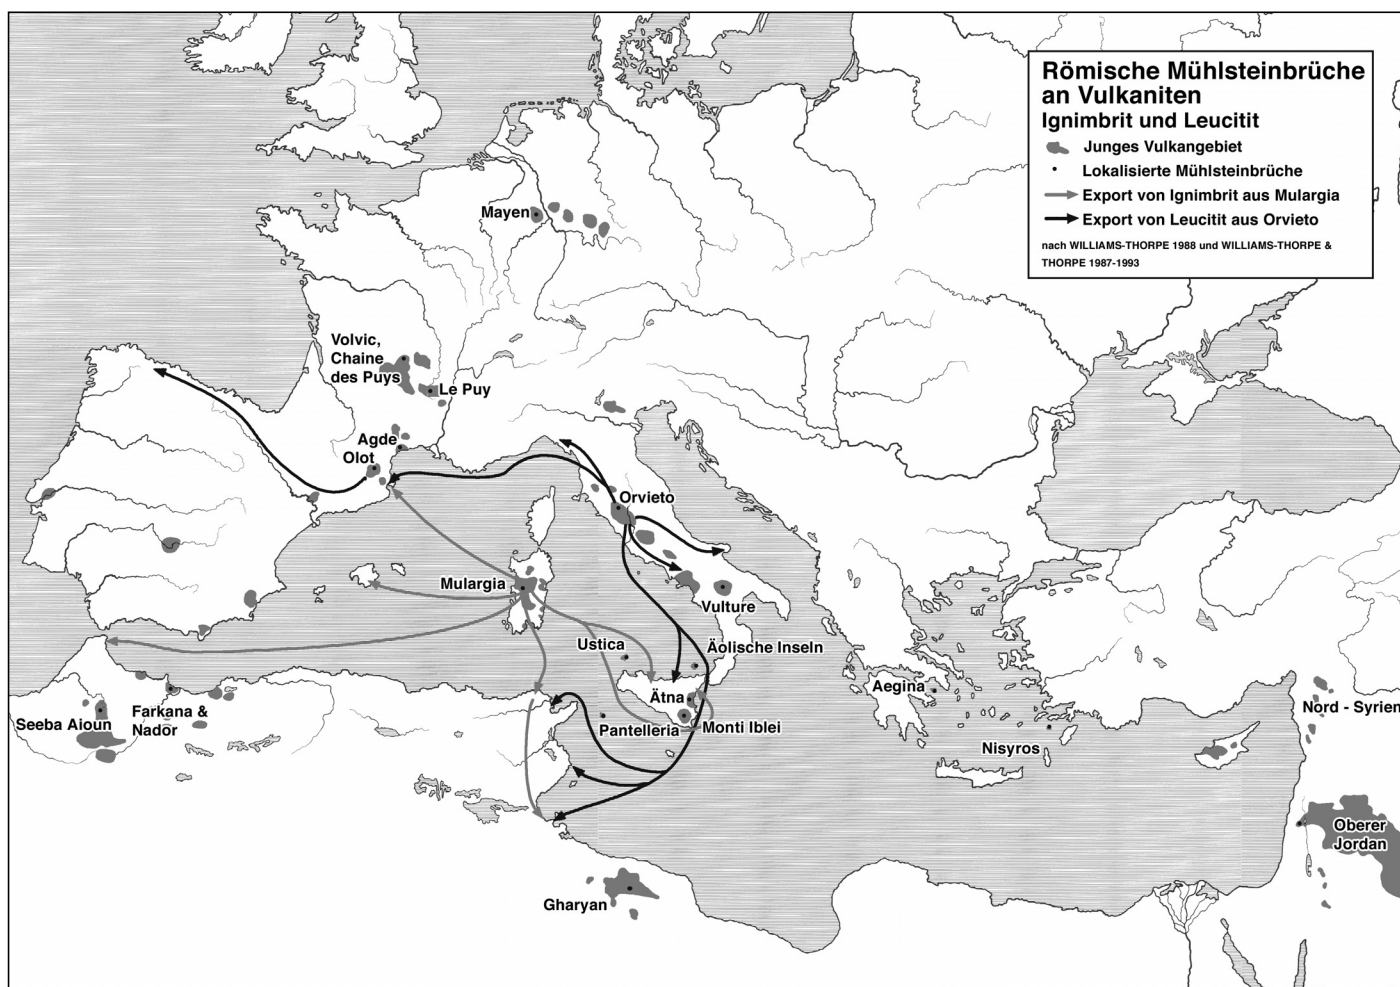 Römische Mühlsteinbrüche
an Vulkaniten
Ignimbrit und Leucitit
Junges Vulkangebiet
Lokalisierte Mühlsteinbrüche
Export von Ignimbrit aus Mulargia
Export von Leucitit aus Orvieto
nach WILLIAMS-THORPE 1988 und WILLIAMS-THORPE &
THORPE 1987-1993
Mayen
Volvic,
Chaine
des Puys
Le Puy
Agde
Olot
Orvieto
Mulargia
Vulture
Ustica
Äolische Inseln
Ätna
Aegina
Seeba Aioun
Farkana &
Nador
Pantelleria
Monti Iblei
Nisyros
Nord - Syrien
Oberer
Jordan
Gharyan